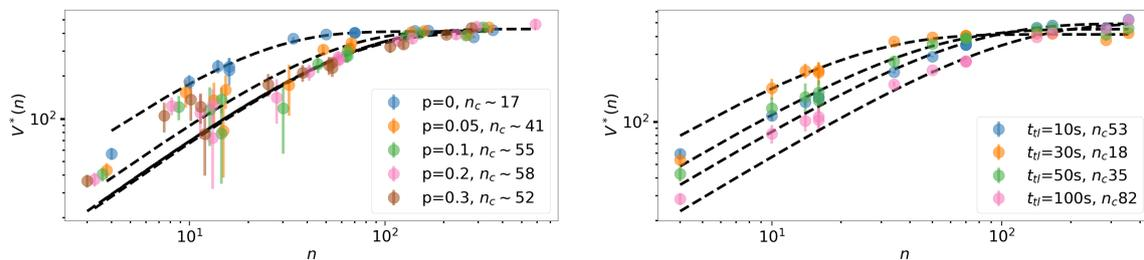 V*(n)
10²
p=0, n_c ~ 17
p=0.05, n_c ~ 41
p=0.1, n_c ~ 55
p=0.2, n_c ~ 58
p=0.3, n_c ~ 52
10¹ 10²
n
V*(n)
10²
t_tl=10s, n_c53
t_tl=30s, n_c18
t_tl=50s, n_c35
t_tl=100s, n_c82
10¹ 10²
n